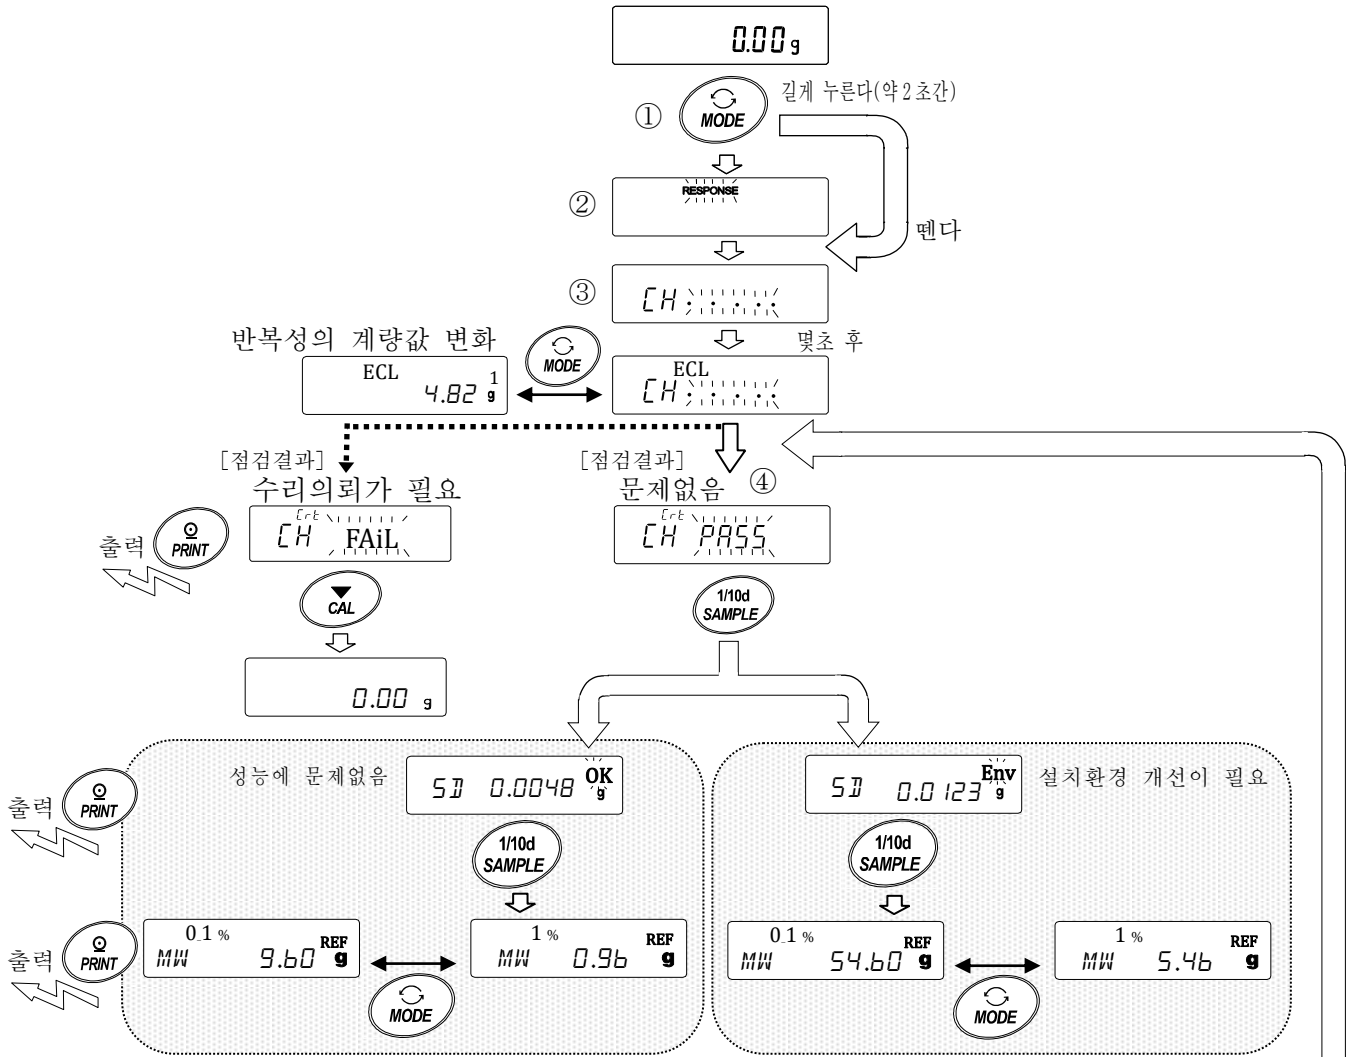 0.00 g
길게 누른다(약 2 초간)
① MODE
RESPONSE
②
뗀다
③ CH
반복성의 계량값 변화
MODE
몇초 후
ECL 1
4.82 g
ECL
CH
[점검결과]
수리의뢰가 필요
[점검결과]
문제없음 ④
Crt
CH FAiL
Crt
CH PASS
출력 PRINT
CAL
1/10d
SAMPLE
0.00 g
성능에 문제없음
SD 0.0048 OK g
SD 0.0123 Env g
설치환경 개선이 필요
출력 PRINT
1/10d
SAMPLE
1/10d
SAMPLE
출력 PRINT
0.1 %
MW 9.60 REF g
1 %
MW 0.96 REF g
0.1 %
MW 54.60 REF g
1 %
MW 5.46 REF g
MODE
MODE